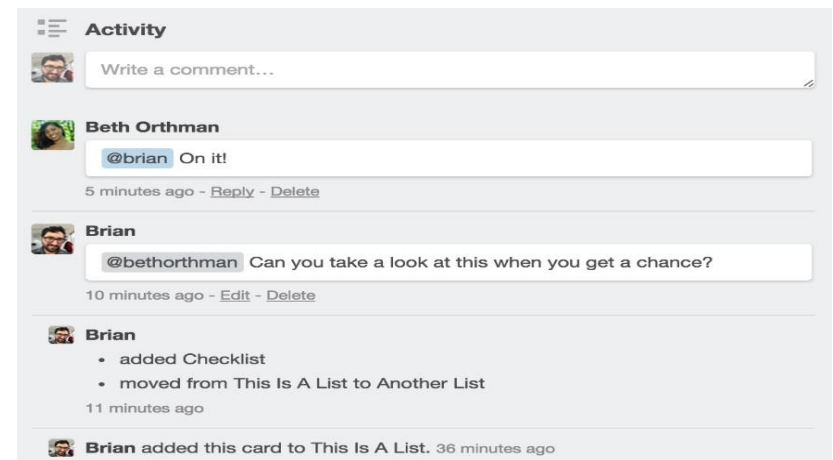 Activity
Write a comment...
Beth Orthman
@brian On it!
5 minutes ago - Reply - Delete
Brian
@bethorthman Can you take a look at this when you get a chance?
10 minutes ago - Edit - Delete
Brian
• added Checklist
• moved from This Is A List to Another List
11 minutes ago
Brian added this card to This Is A List. 36 minutes ago